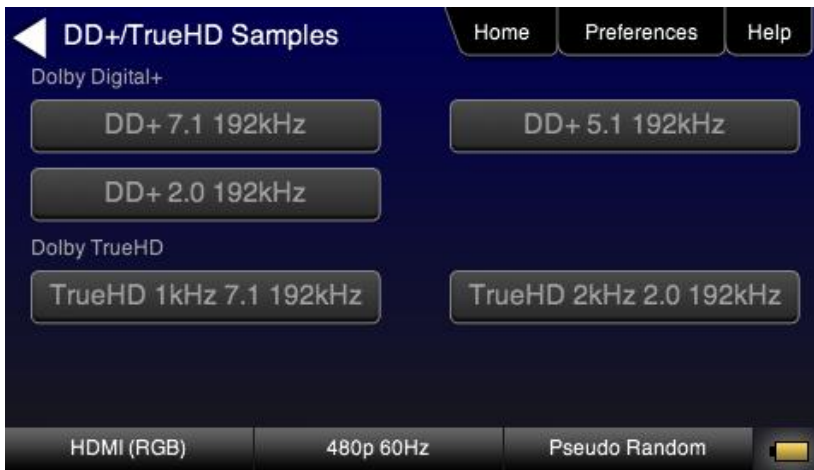 DD+/TrueHD Samples
Home
Preferences
Help
Dolby Digital+
DD+ 7.1 192kHz
DD+ 5.1 192kHz
DD+ 2.0 192kHz
Dolby TrueHD
TrueHD 1kHz 7.1 192kHz
TrueHD 2kHz 2.0 192kHz
HDMI (RGB)
480p 60Hz
Pseudo Random